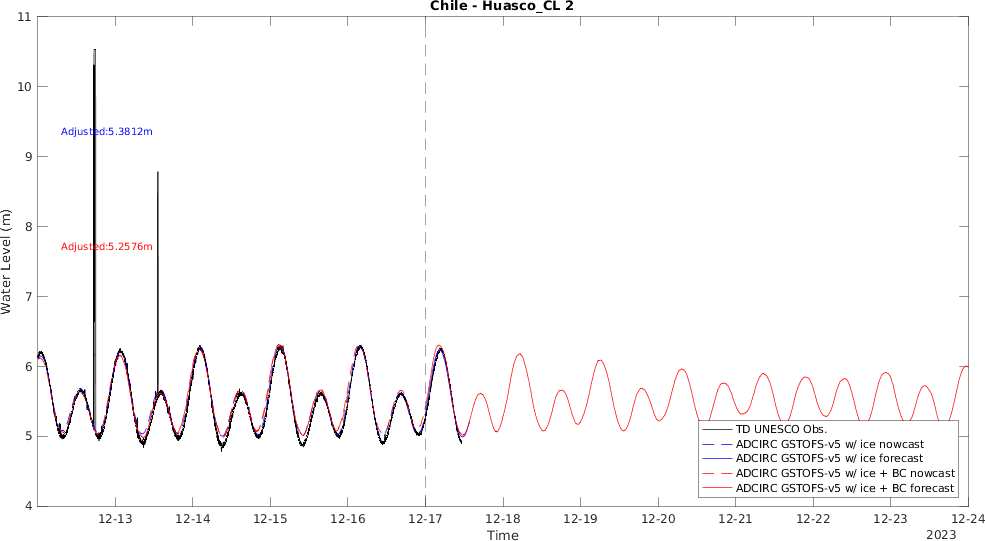 Chile - Huasco_CL 2
11
10
9
8
7
6
5
4
Water Level (m)
Adjusted:5.3812m
Adjusted:5.2576m
TD UNESCO Obs.
ADCIRC GSTOFS-v5 w/ ice nowcast
ADCIRC GSTOFS-v5 w/ ice forecast
ADCIRC GSTOFS-v5 w/ ice + BC nowcast
ADCIRC GSTOFS-v5 w/ ice + BC forecast
12-13 12-14 12-15 12-16 12-17 12-18 12-19 12-20 12-21 12-22 12-23 12-24
Time
2023